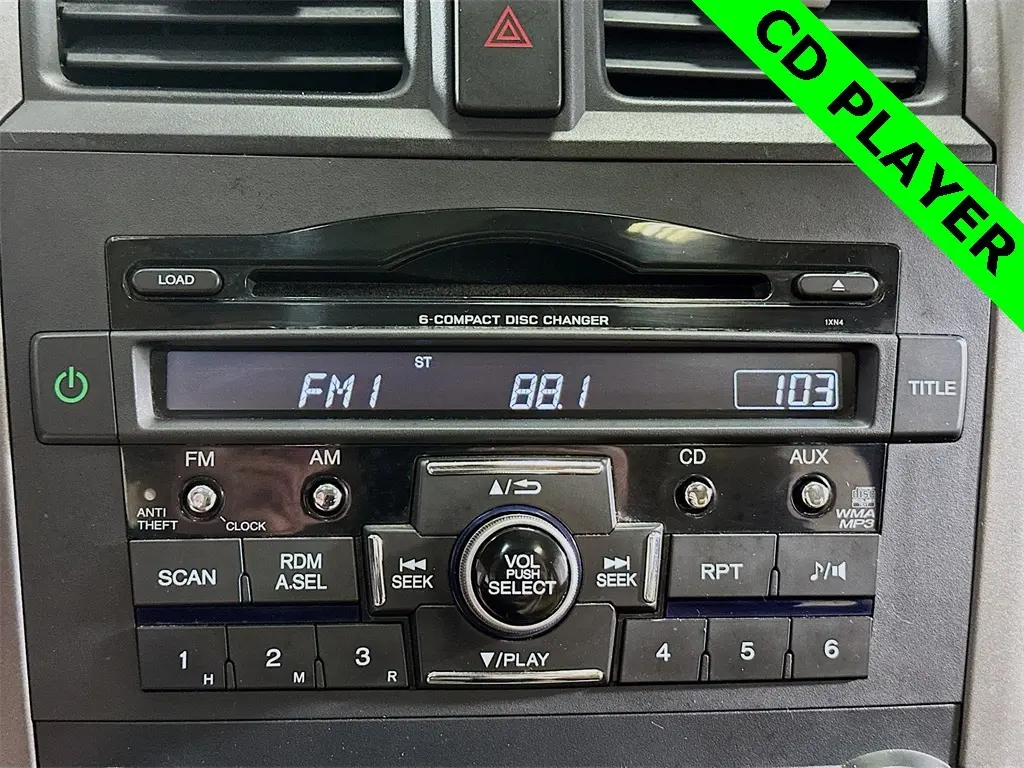 CD PLAYER
LOAD
6-COMPACT DISC CHANGER
1XN4
ST
FM1 88.1 103
TITLE
FM
AM
CD
AUX
ANTI
THEFT
CLOCK
WMA
MP3
▲/⮌
SCAN
RDM
A.SEL
SEEK
VOL
PUSH
SELECT
SEEK
RPT
1 H
2 M
3 R
▼/PLAY
4
5
6